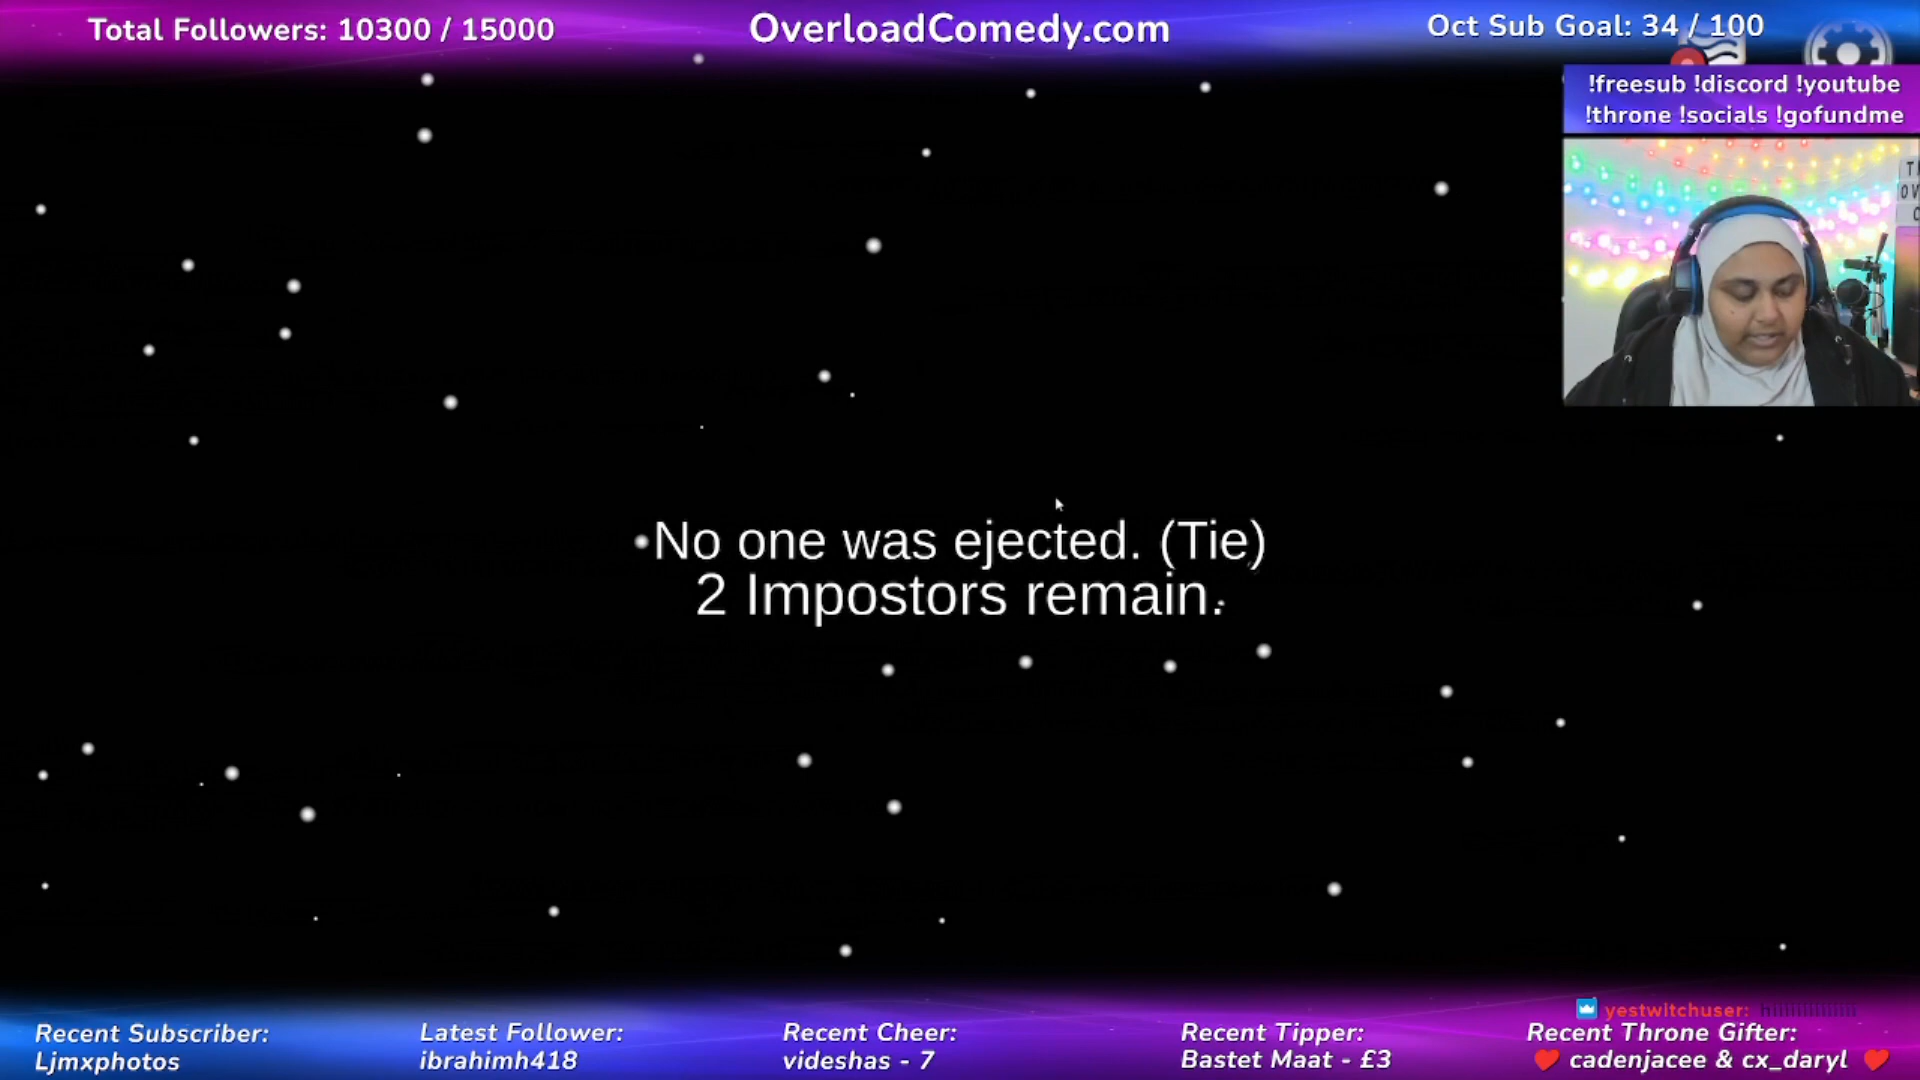 Total Followers: 10300 / 15000
OverloadComedy.com
Oct Sub Goal: 34 / 100
!freesub !discord !youtube
!throne !socials !gofundme
No one was ejected. (Tie)
2 Impostors remain.
yestwitchuser:
Recent Subscriber:
Ljmxphotos
Latest Follower:
ibrahimh418
Recent Cheer:
videshas - 7
Recent Tipper:
Bastet Maat - £3
Recent Throne Gifter:
❤️ cadenjacee & cx_daryl ❤️